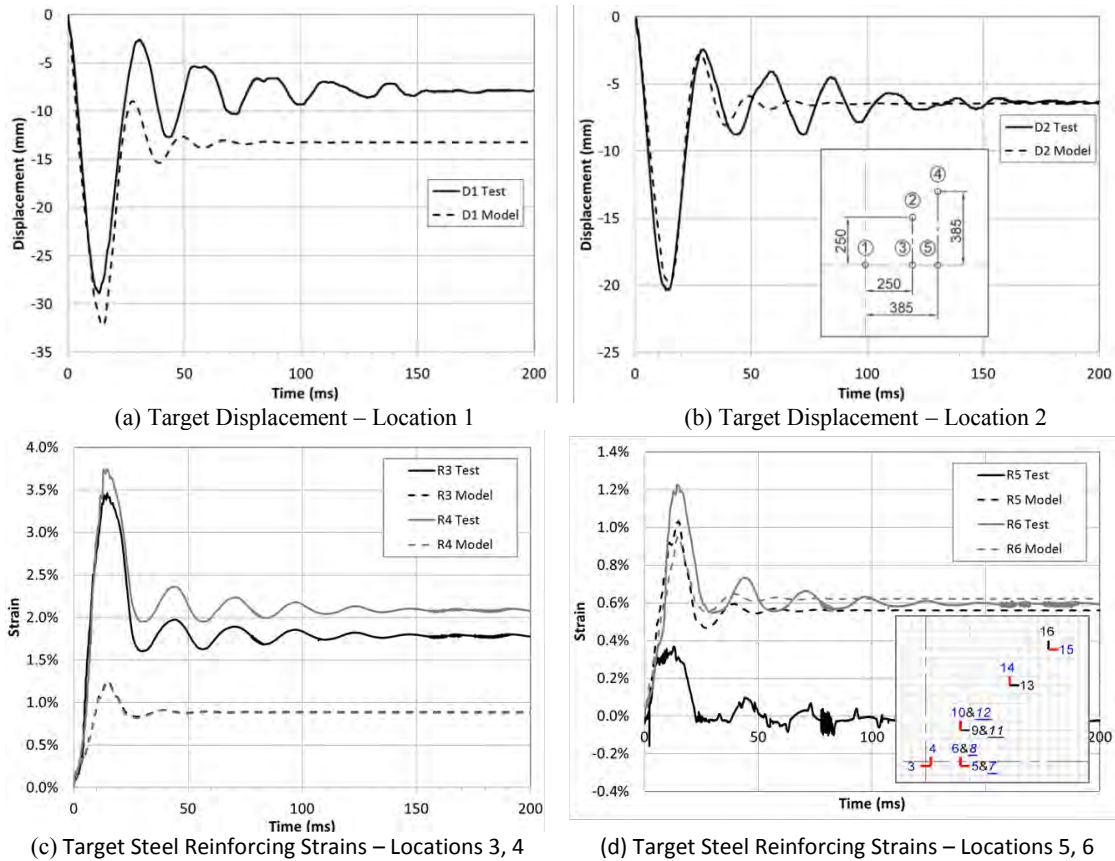 0
-5
-10
-15
-20
-25
-30
-35
Displacement (mm)
D1 Test
D1 Model
0 50 100 150 200
Time (ms)
(a) Target Displacement – Location 1
0
-5
-10
-15
-20
-25
Displacement (mm)
D2 Test
D2 Model
④
②
① ③ ⑤
250
385
250
385
0 50 100 150 200
Time (ms)
(b) Target Displacement – Location 2
4.0%
3.5%
3.0%
2.5%
2.0%
1.5%
1.0%
0.5%
0.0%
Strain
R3 Test
R3 Model
R4 Test
R4 Model
0 50 100 150 200
Time (ms)
(c) Target Steel Reinforcing Strains – Locations 3, 4
1.4%
1.2%
1.0%
0.8%
0.6%
0.4%
0.2%
0.0%
-0.2%
-0.4%
Strain
R5 Test
R5 Model
R6 Test
R6 Model
16
15
14
13
10&12
9&11
4 6&8
3 5&7
0 50 100 150 200
Time (ms)
(d) Target Steel Reinforcing Strains – Locations 5, 6